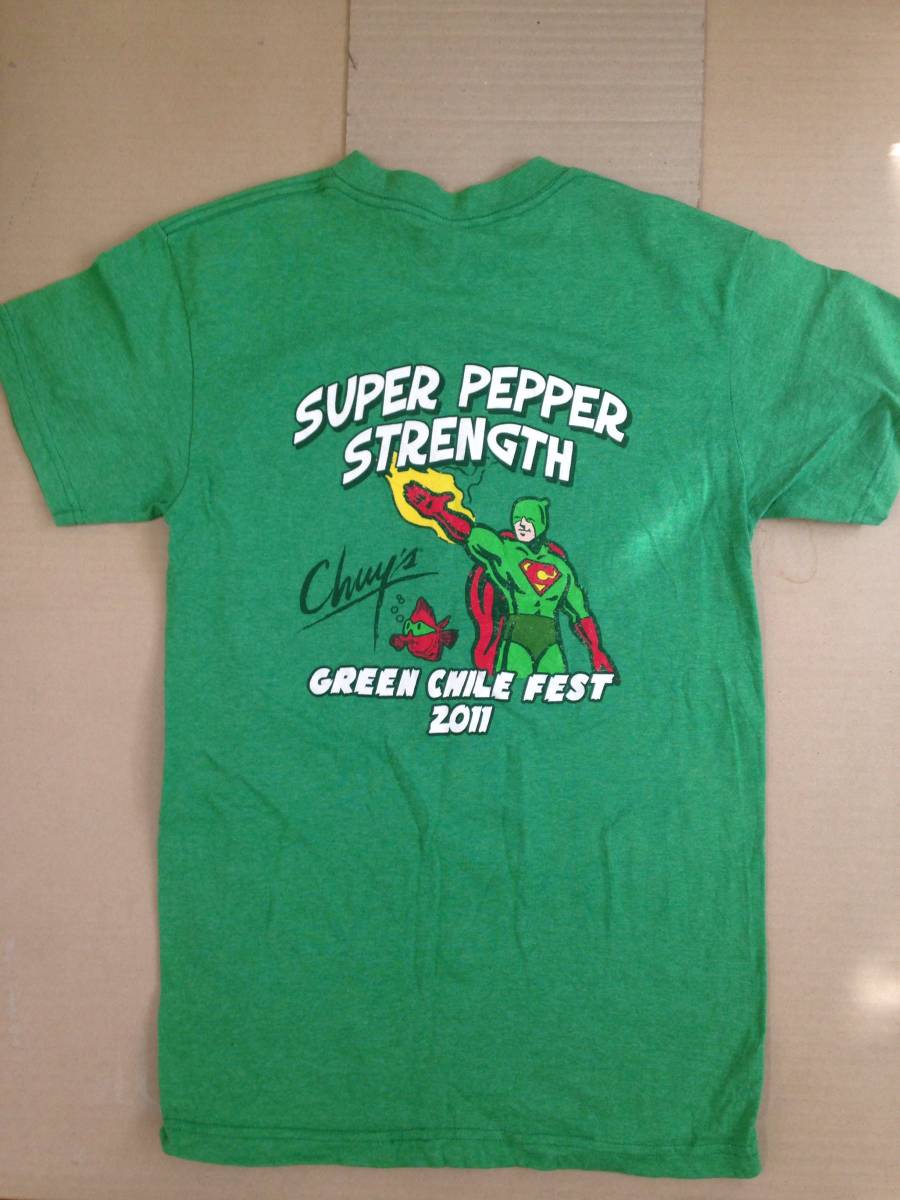 SUPER PEPPER
STRENGTH
C
Chuy's
GREEN CHILE FEST
2011